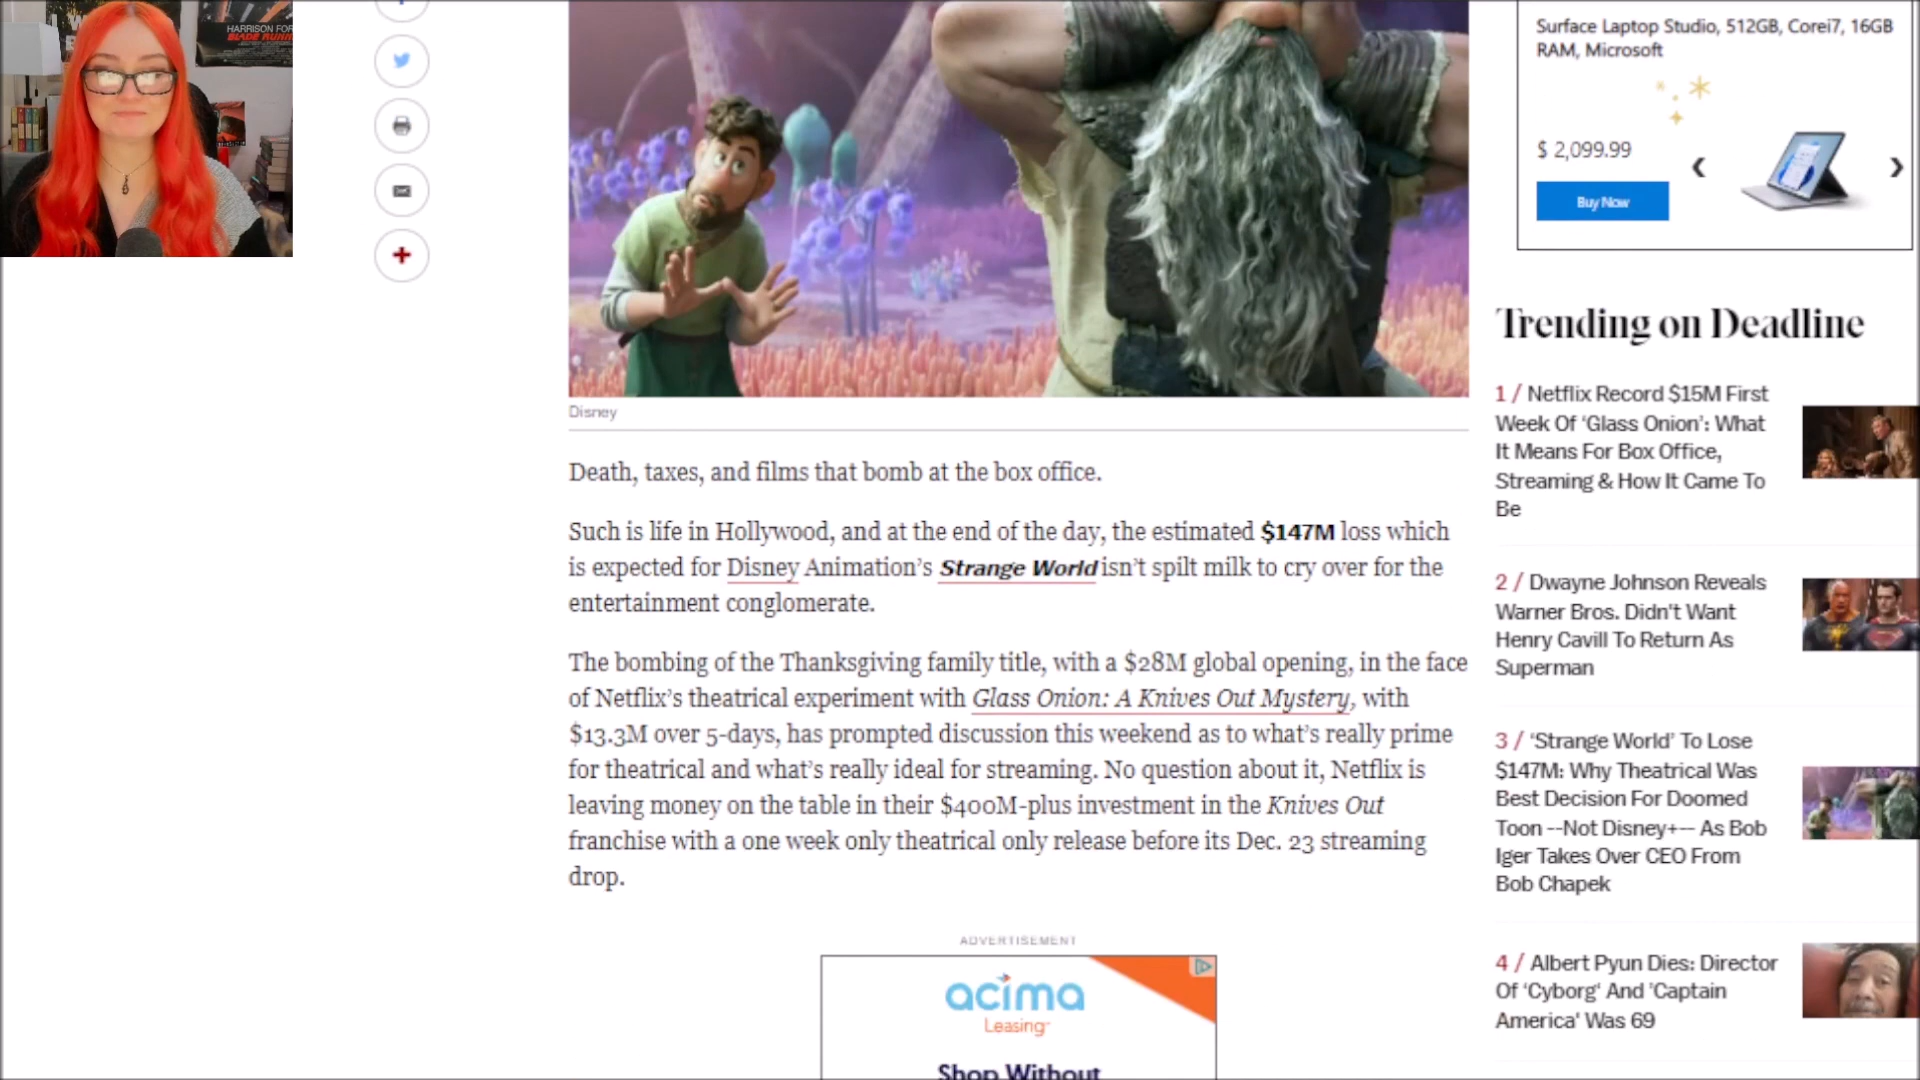 HARRISON FOR
BLADE RUNN
Surface Laptop Studio, 512GB, Corei7, 16GB
RAM, Microsoft
$ 2,099.99
Buy Now
Disney
Death, taxes, and films that bomb at the box office.
Such is life in Hollywood, and at the end of the day, the estimated $147M loss which
is expected for Disney Animation’s Strange World isn’t spilt milk to cry over for the
entertainment conglomerate.
The bombing of the Thanksgiving family title, with a $28M global opening, in the face
of Netflix’s theatrical experiment with Glass Onion: A Knives Out Mystery, with
$13.3M over 5-days, has prompted discussion this weekend as to what’s really prime
for theatrical and what’s really ideal for streaming. No question about it, Netflix is
leaving money on the table in their $400M-plus investment in the Knives Out
franchise with a one week only theatrical only release before its Dec. 23 streaming
drop.
ADVERTISEMENT
acima
Leasing
Shop Without
Trending on Deadline
1 / Netflix Record $15M First
Week Of ‘Glass Onion’: What
It Means For Box Office,
Streaming & How It Came To
Be
2 / Dwayne Johnson Reveals
Warner Bros. Didn't Want
Henry Cavill To Return As
Superman
3 / ‘Strange World’ To Lose
$147M: Why Theatrical Was
Best Decision For Doomed
Toon --Not Disney+-- As Bob
Iger Takes Over CEO From
Bob Chapek
4 / Albert Pyun Dies: Director
Of ‘Cyborg‘ And 'Captain
America' Was 69